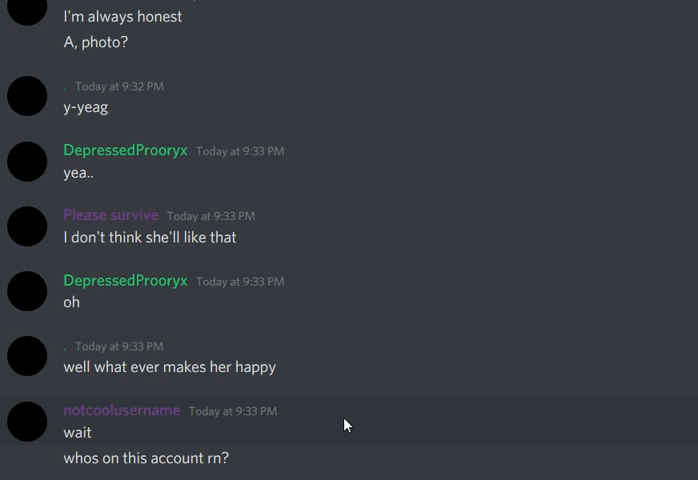 I'm always honest
A, photo?
. Today at 9:32 PM
y-yeag
DepressedProoryx Today at 9:33 PM
yea..
Please survive Today at 9:33 PM
I don't think she'll like that
DepressedProoryx Today at 9:33 PM
oh
. Today at 9:33 PM
well what ever makes her happy
notcoolusername Today at 9:33 PM
wait
whos on this account rn?